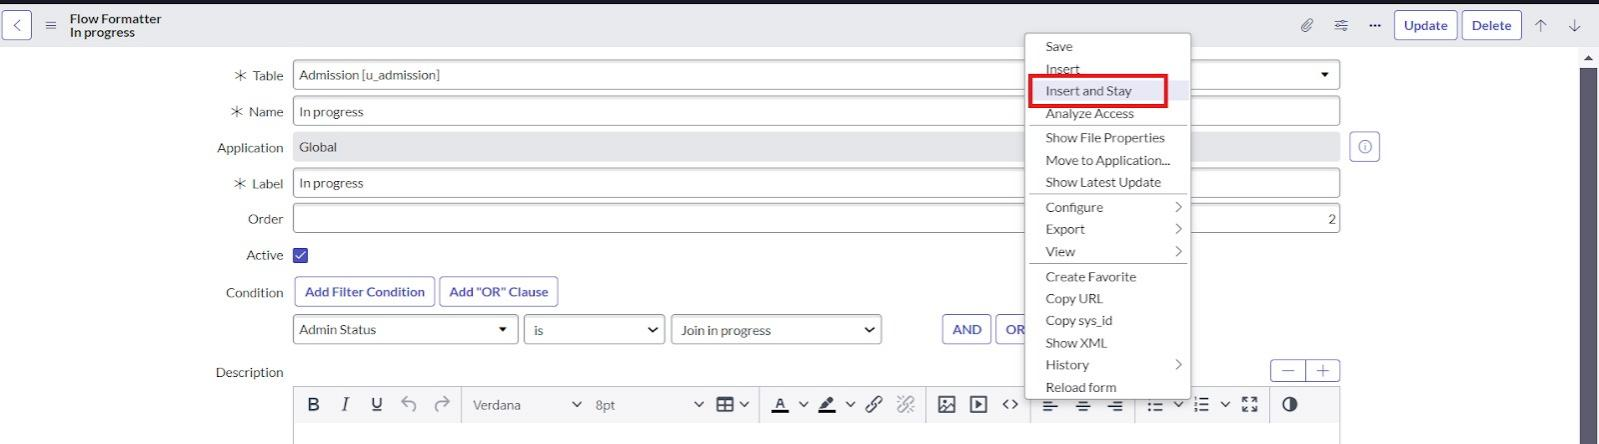 Flow Formatter
In progress
Update
Delete
Table
Admission [u_admission]
Name
In progress
Application
Global
Label
In progress
Order
2
Active
Condition
Add Filter Condition
Add "OR" Clause
Admin Status
is
Join in progress
AND
OR
Description
B I U
Verdana
8pt
A
Save
Insert
Insert and Stay
Analyze Access
Show File Properties
Move to Application...
Show Latest Update
Configure
Export
View
Create Favorite
Copy URL
Copy sys_id
Show XML
History
Reload form